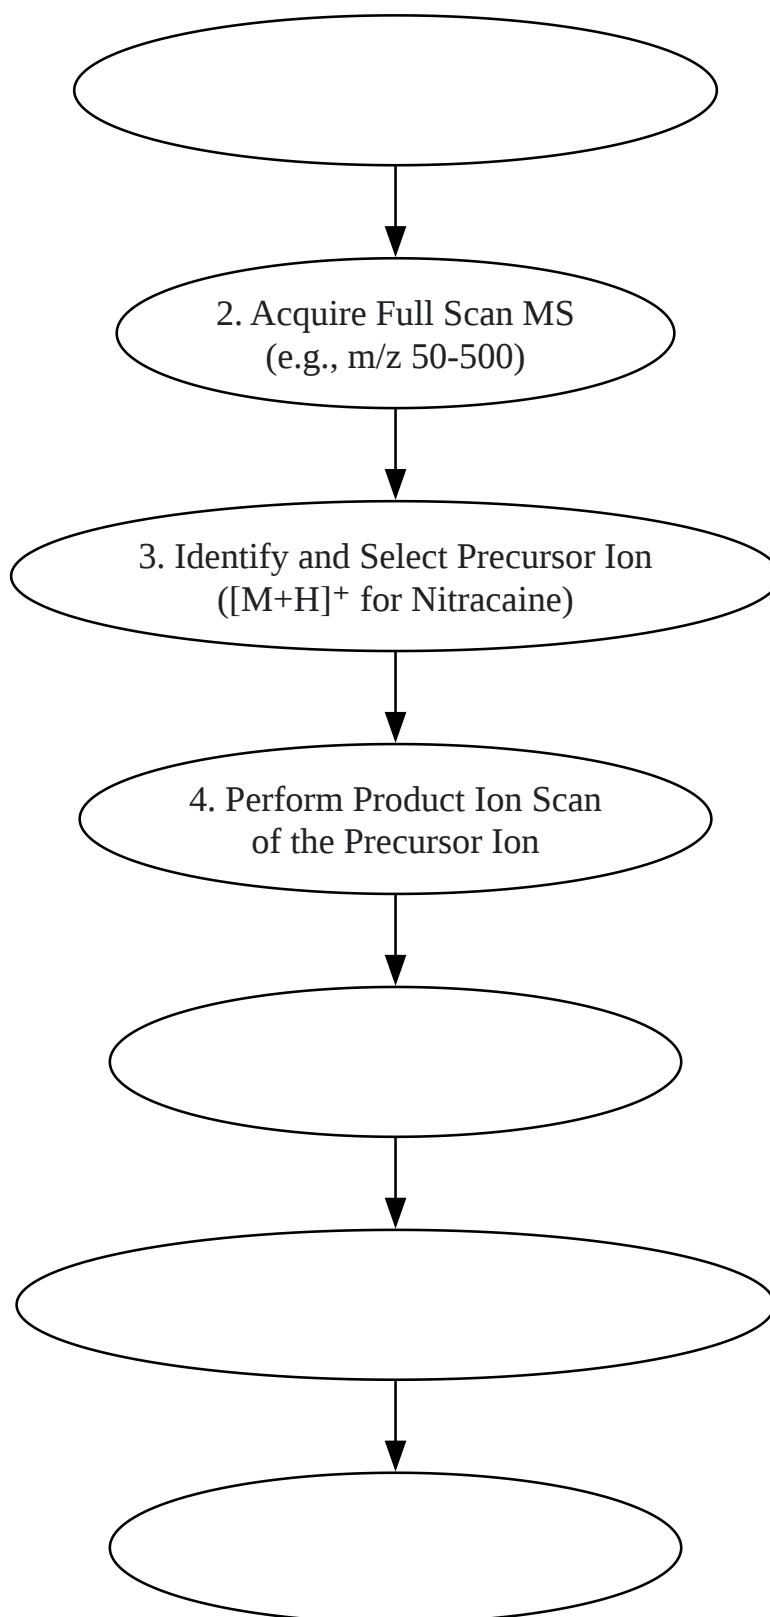 2. Acquire Full Scan MS
(e.g., m/z 50-500)
3. Identify and Select Precursor Ion
([M+H]⁺ for Nitracaine)
4. Perform Product Ion Scan
of the Precursor Ion